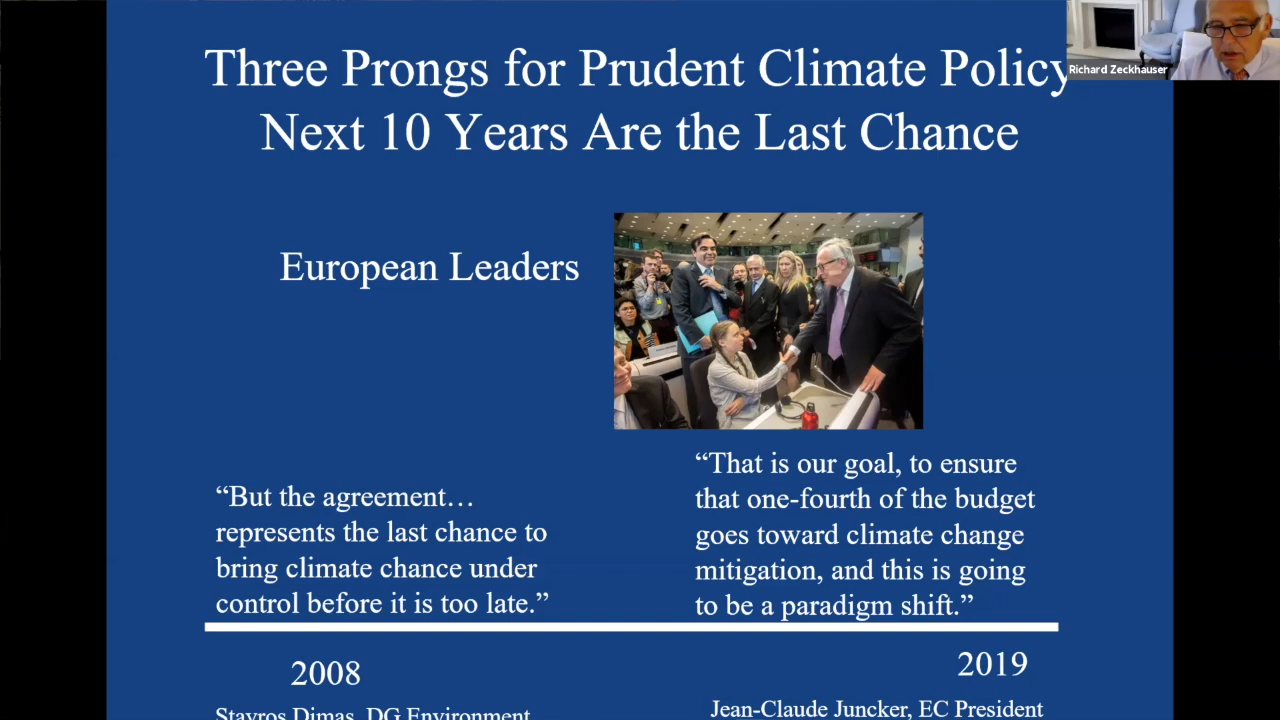 Three Prongs for Prudent Climate Policy
Next 10 Years Are the Last Chance
Richard Zeckhauser
European Leaders
“But the agreement…
represents the last chance to
bring climate chance under
control before it is too late.”
“That is our goal, to ensure
that one-fourth of the budget
goes toward climate change
mitigation, and this is going
to be a paradigm shift.”
2008
2019
Stavros Dimas, DG Environment
Jean-Claude Juncker, EC President